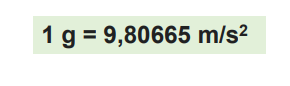 1 g = 9,80665 m/s²